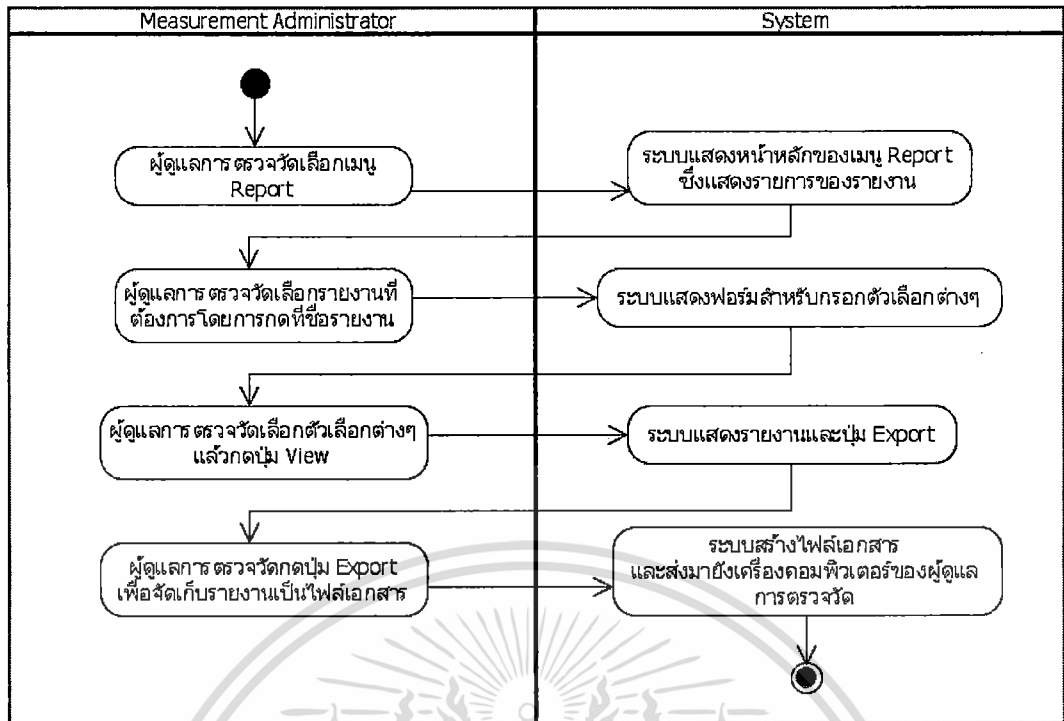 Measurement Administrator
System
ผู้ดูแลการตรวจวัดเลือกเมนู
Report
ระบบแสดงหน้าหลักของเมนู Report
ซึ่งแสดงรายการของรายงาน
ผู้ดูแลการตรวจวัดเลือกรายงานที่
ต้องการโดยการกดที่ชื่อรายงาน
ระบบแสดงฟอร์มสำหรับกรอกตัวเลือกต่างๆ
ผู้ดูแลการตรวจวัดเลือกตัวเลือกต่างๆ
แล้วกดปุ่ม View
ระบบแสดงรายงานและปุ่ม Export
ผู้ดูแลการตรวจวัดกดปุ่ม Export
เพื่อจัดเก็บรายงานเป็นไฟล์เอกสาร
ระบบสร้างไฟล์เอกสาร
และส่งมายังเครื่องคอมพิวเตอร์ของผู้ดูแล
การตรวจวัด